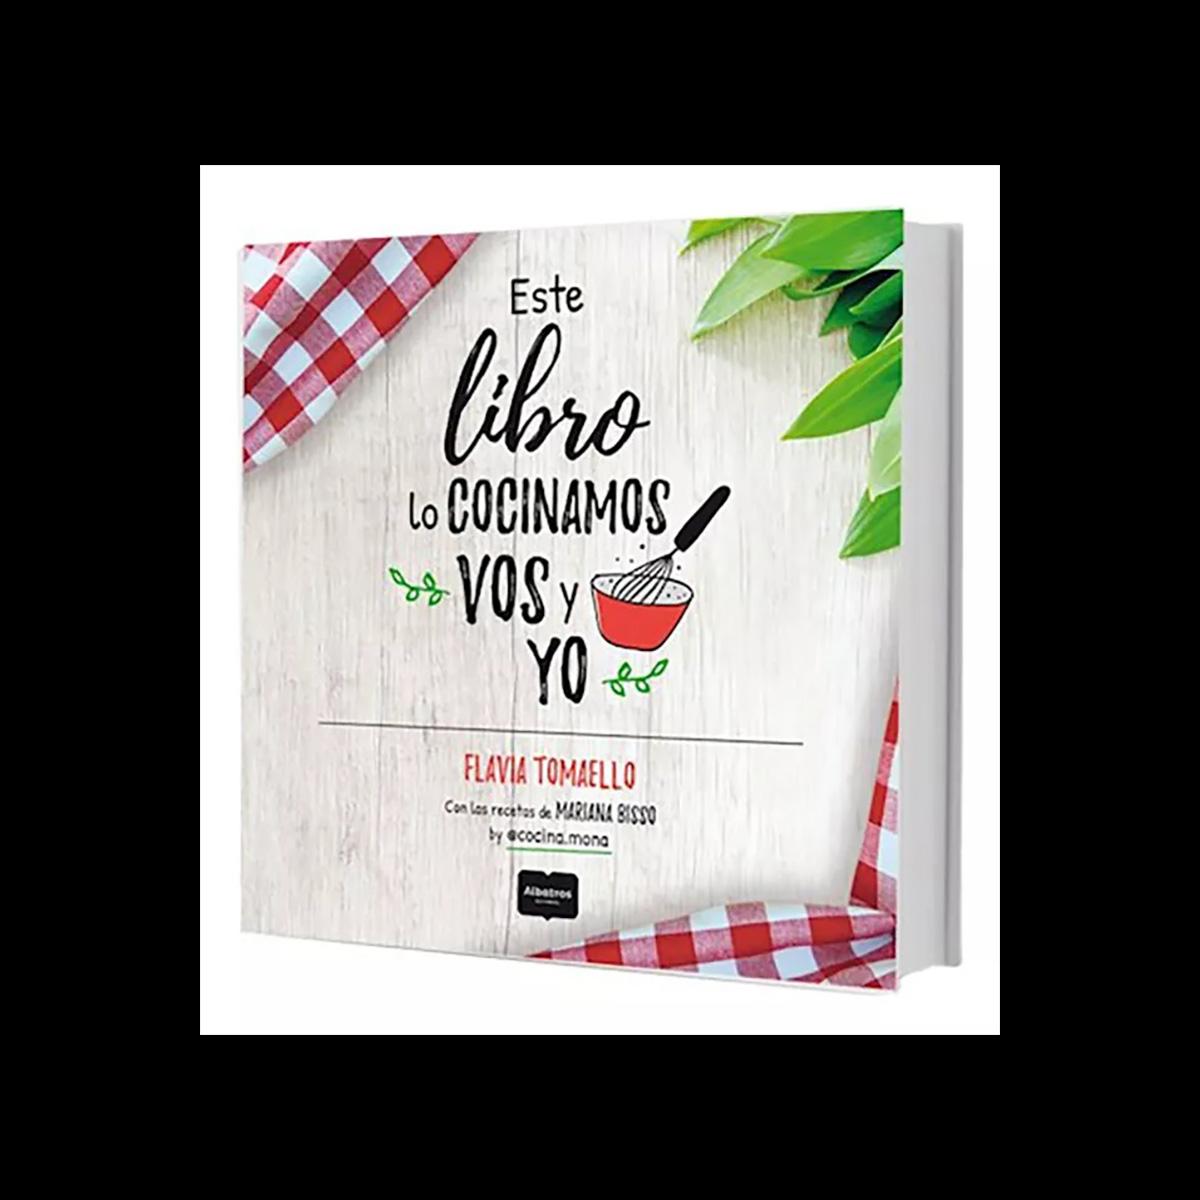 Este
libro
lo COCINAMOS
VOS y
YO
FLAVIA TOMAELLO
Con las recetas de MARIANA BISSO
by @cocina.mona
Albatros